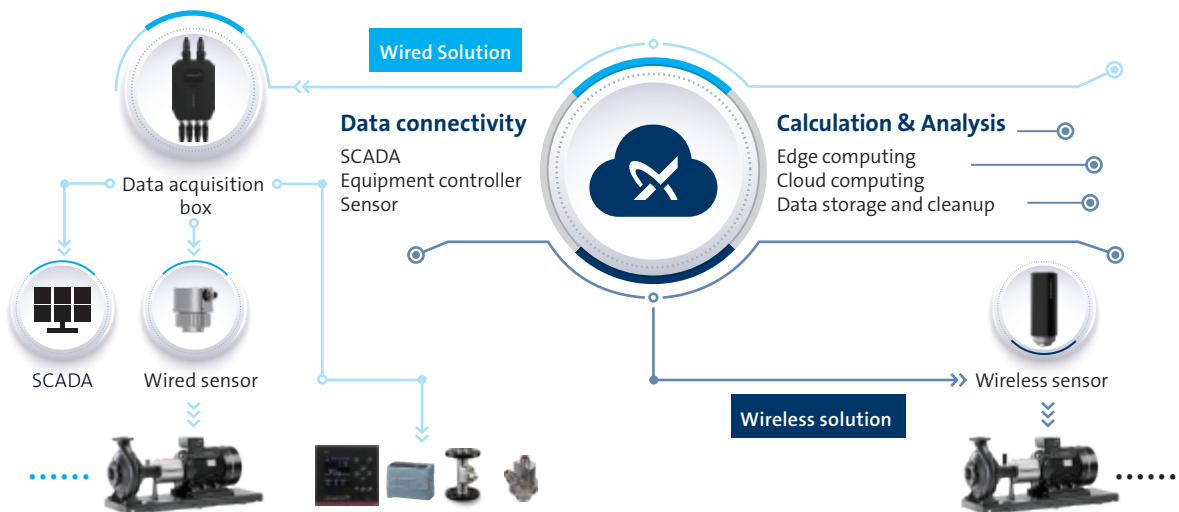 Wired Solution
Data connectivity
SCADA
Equipment controller
Sensor
Calculation & Analysis
Edge computing
Cloud computing
Data storage and cleanup
Data acquisition
box
SCADA
Wired sensor
Wireless sensor
Wireless solution